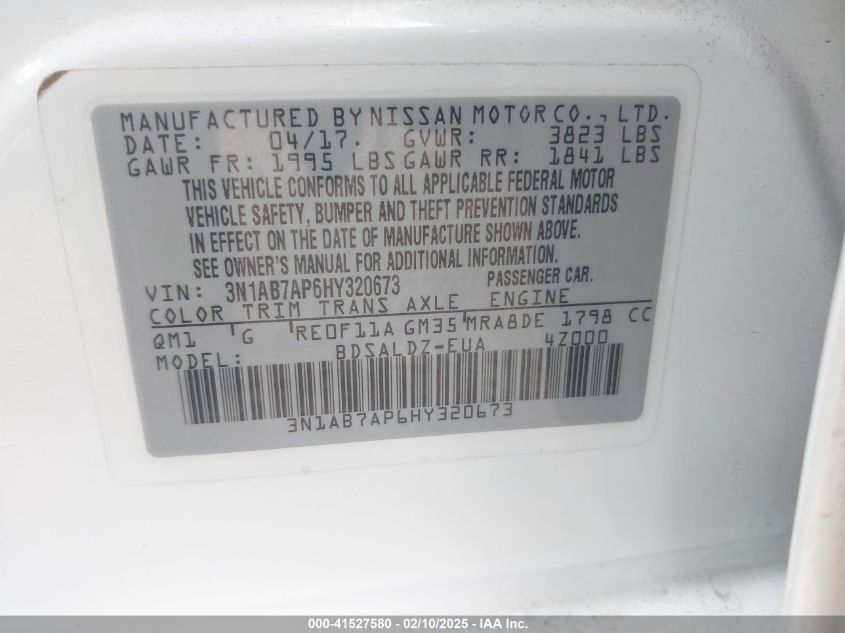 MANUFACTURED BY NISSAN MOTOR CO., LTD.
DATE: 04/17. GVWR: 3823 LBS
GAWR FR: 1995 LBS GAWR RR: 1841 LBS
THIS VEHICLE CONFORMS TO ALL APPLICABLE FEDERAL MOTOR
VEHICLE SAFETY, BUMPER AND THEFT PREVENTION STANDARDS
IN EFFECT ON THE DATE OF MANUFACTURE SHOWN ABOVE.
SEE OWNER'S MANUAL FOR ADDITIONAL INFORMATION.
VIN: 3N1AB7AP6HY320673 PASSENGER CAR.
COLOR TRIM TRANS AXLE ENGINE
QM1 G RE0F11A GM35 MRA8DE 1798 CC
MODEL: BDSALDZ-EUA 4Z000
3N1AB7AP6HY320673
000-41527580 - 02/10/2025 - IAA Inc.